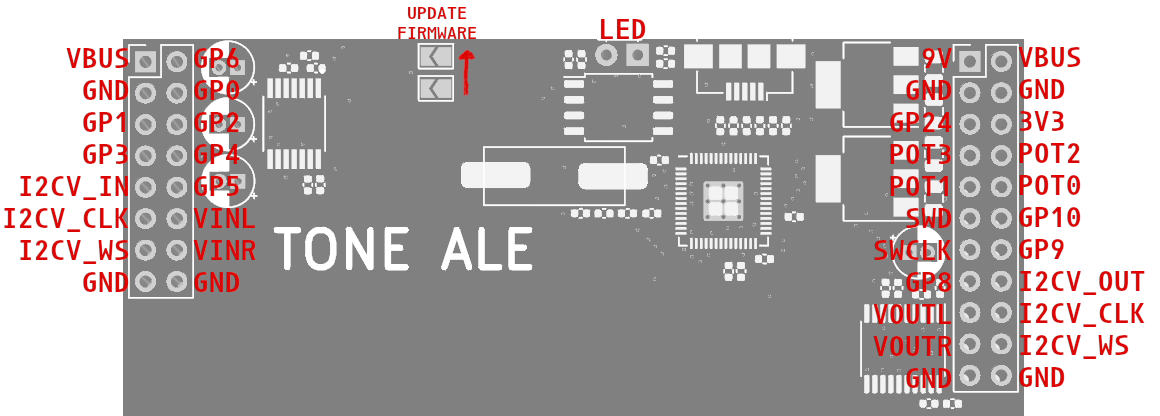 UPDATE
FIRMWARE
LED
VBUS GP6
GND GP0
GP1 GP2
GP3 GP4
I2CV_IN GP5
I2CV_CLK VINL
I2CV_WS VINR
GND GND
TONE ALE
9V VBUS
GND GND
GP24 3V3
POT3 POT2
POT1 POT0
SWD GP10
SWCLK GP9
GP8 I2CV_OUT
VOUTL I2CV_CLK
VOUTR I2CV_WS
GND GND